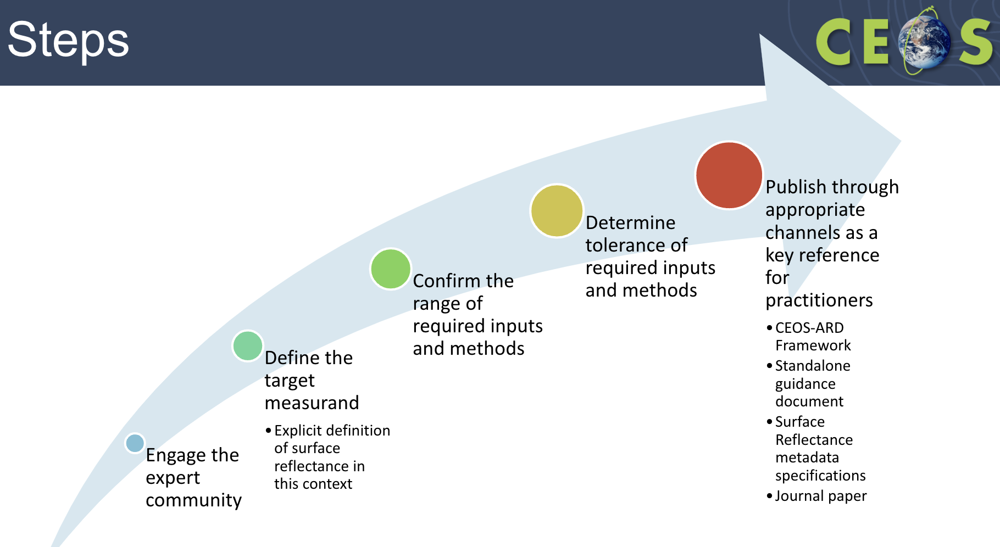 Steps
CEOS
Engage the
expert
community
Define the
target
measurand
•Explicit definition
of surface
reflectance in
this context
Confirm the
range of
required inputs
and methods
Determine
tolerance of
required inputs
and methods
Publish through
appropriate
channels as a
key reference
for
practitioners
•CEOS-ARD
Framework
•Standalone
guidance
document
•Surface
Reflectance
metadata
specifications
•Journal paper